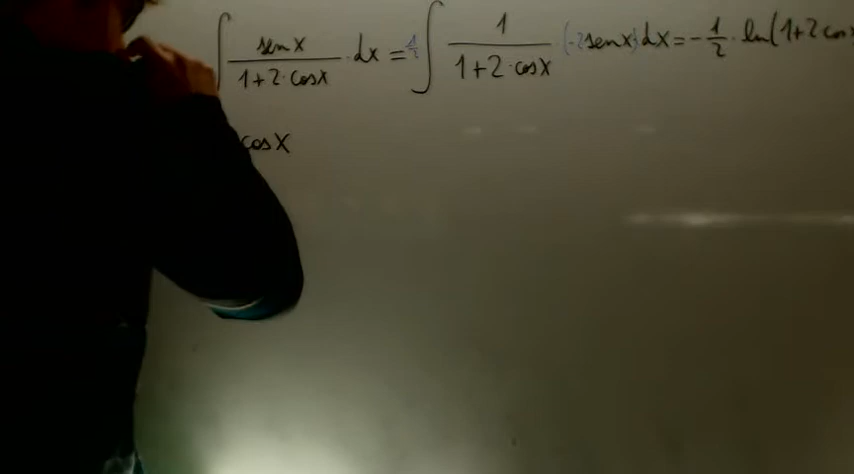 ∫ sen x / 1+2·cos x · dx = -1/2 ∫ 1 / 1+2·cos x (-2 sen x) dx = -1/2 · ln(1+2 cos
cos x